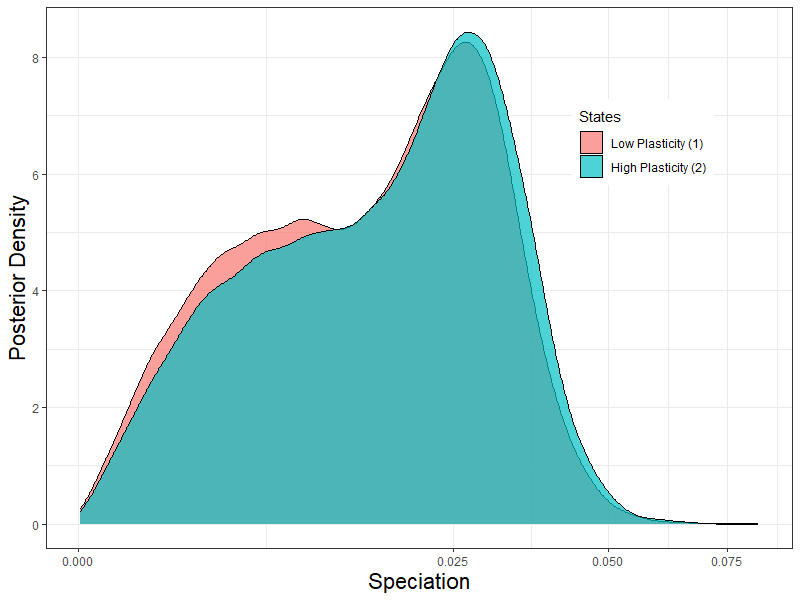 Posterior Density
8
6
4
2
0
States
Low Plasticity (1)
High Plasticity (2)
0.000
0.025
0.050
0.075
Speciation